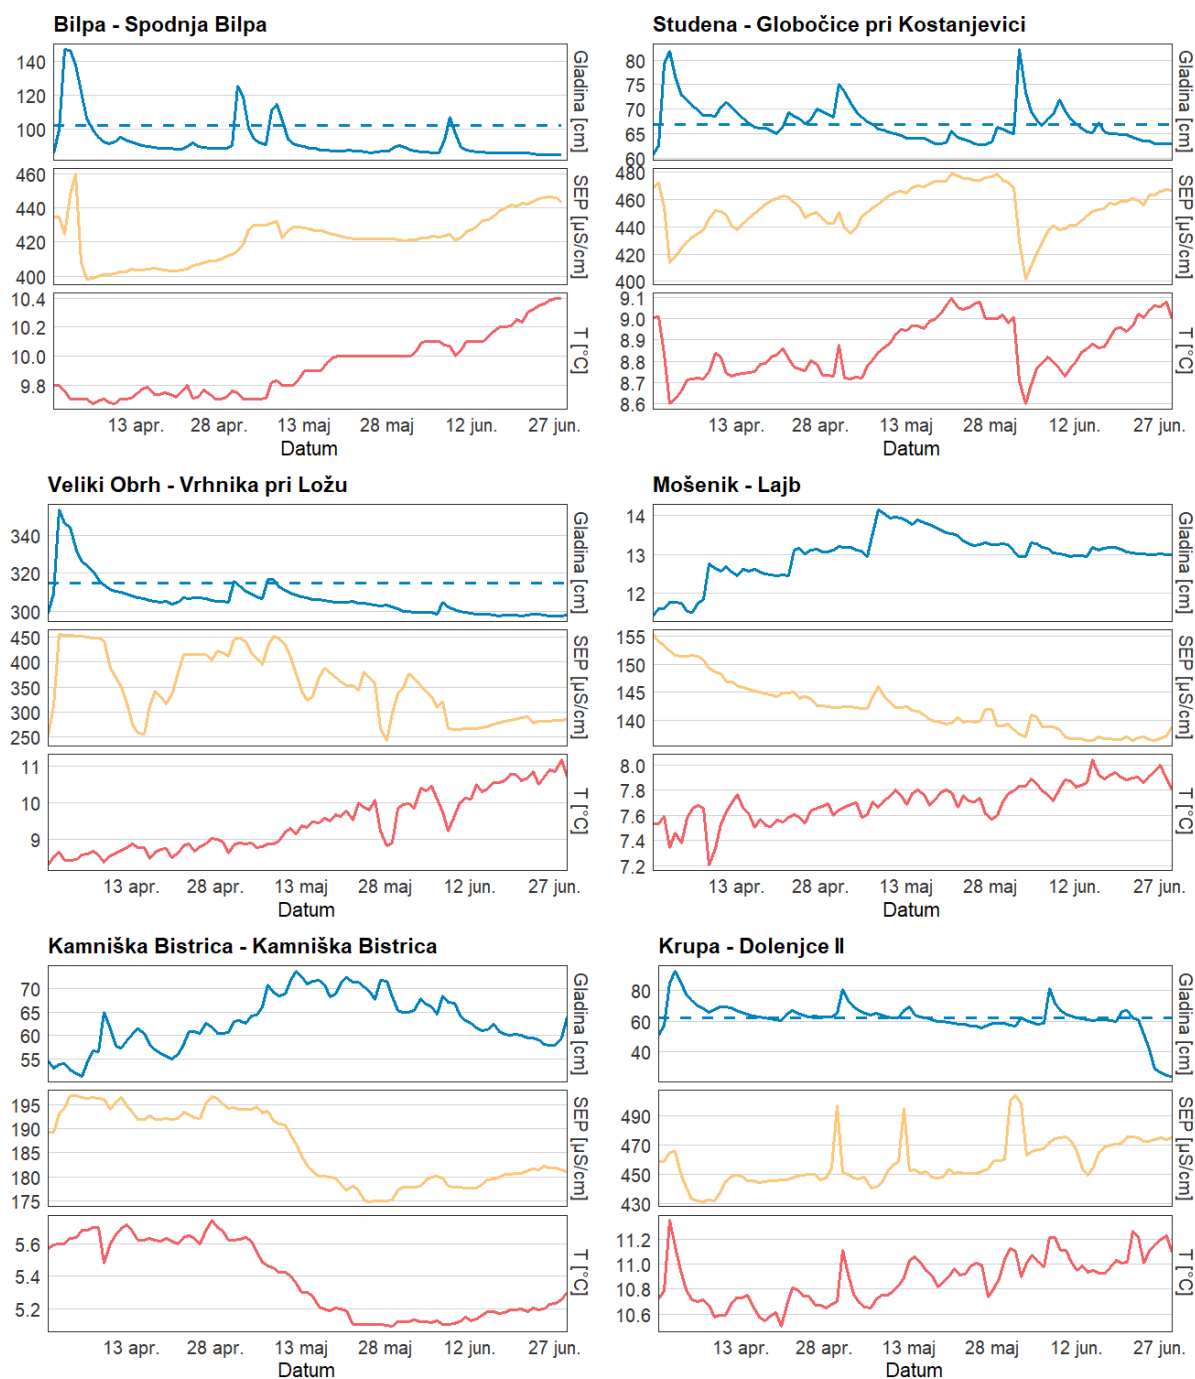 Bilpa - Spodnja Bilpa
140
120
100
Gladina [cm]
460
440
420
400
SEP [µS/cm]
10.4
10.2
10.0
9.8
T [°C]
13 apr. 28 apr. 13 maj 28 maj 12 jun. 27 jun.
Datum
Studena - Globočice pri Kostanjevici
80
75
70
65
60
Gladina [cm]
480
460
440
420
400
SEP [µS/cm]
9.1
9.0
8.8
8.7
8.6
T [°C]
13 apr. 28 apr. 13 maj 28 maj 12 jun. 27 jun.
Datum
Veliki Obrh - Vrhnika pri Ložu
340
320
300
Gladina [cm]
450
400
350
300
250
SEP [µS/cm]
11
10
9
T [°C]
13 apr. 28 apr. 13 maj 28 maj 12 jun. 27 jun.
Datum
Mošenik - Lajb
14
13
12
Gladina [cm]
155
150
145
140
SEP [µS/cm]
8.0
7.8
7.6
7.4
7.2
T [°C]
13 apr. 28 apr. 13 maj 28 maj 12 jun. 27 jun.
Datum
Kamniška Bistrica - Kamniška Bistrica
70
65
60
55
Gladina [cm]
195
190
185
180
175
SEP [µS/cm]
5.6
5.4
5.2
T [°C]
13 apr. 28 apr. 13 maj 28 maj 12 jun. 27 jun.
Datum
Krupa - Dolenjce II
80
60
40
Gladina [cm]
490
470
450
430
SEP [µS/cm]
11.2
11.0
10.8
10.6
T [°C]
13 apr. 28 apr. 13 maj 28 maj 12 jun. 27 jun.
Datum